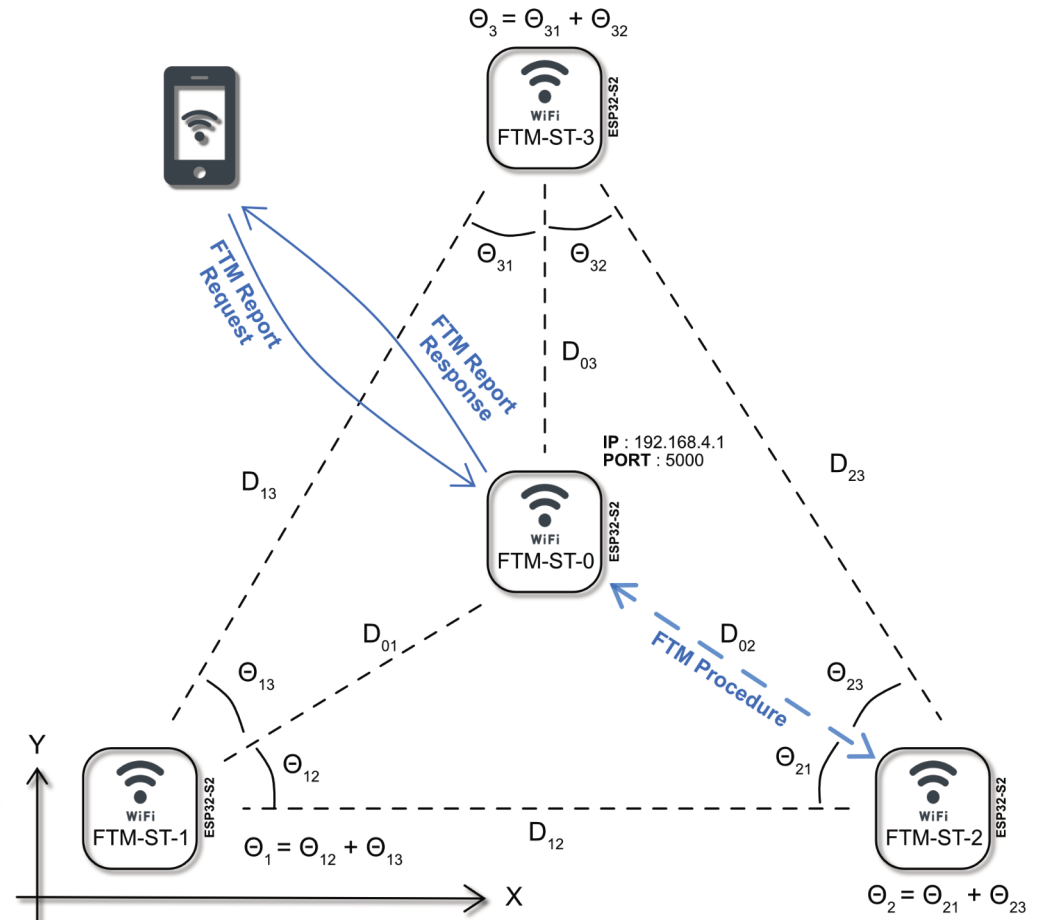 Θ3 = Θ31 + Θ32
WiFi
FTM-ST-3
ESP32-S2
Θ31
Θ32
FTM Report
Request
FTM Report
Response
D03
D13
D23
IP : 192.168.4.1
PORT : 5000
WiFi
FTM-ST-0
ESP32-S2
D01
D02
FTM Procedure
Θ13
Θ23
Θ12
Θ21
Y
WiFi
FTM-ST-1
ESP32-S2
D12
WiFi
FTM-ST-2
ESP32-S2
Θ1 = Θ12 + Θ13
X
Θ2 = Θ21 + Θ23